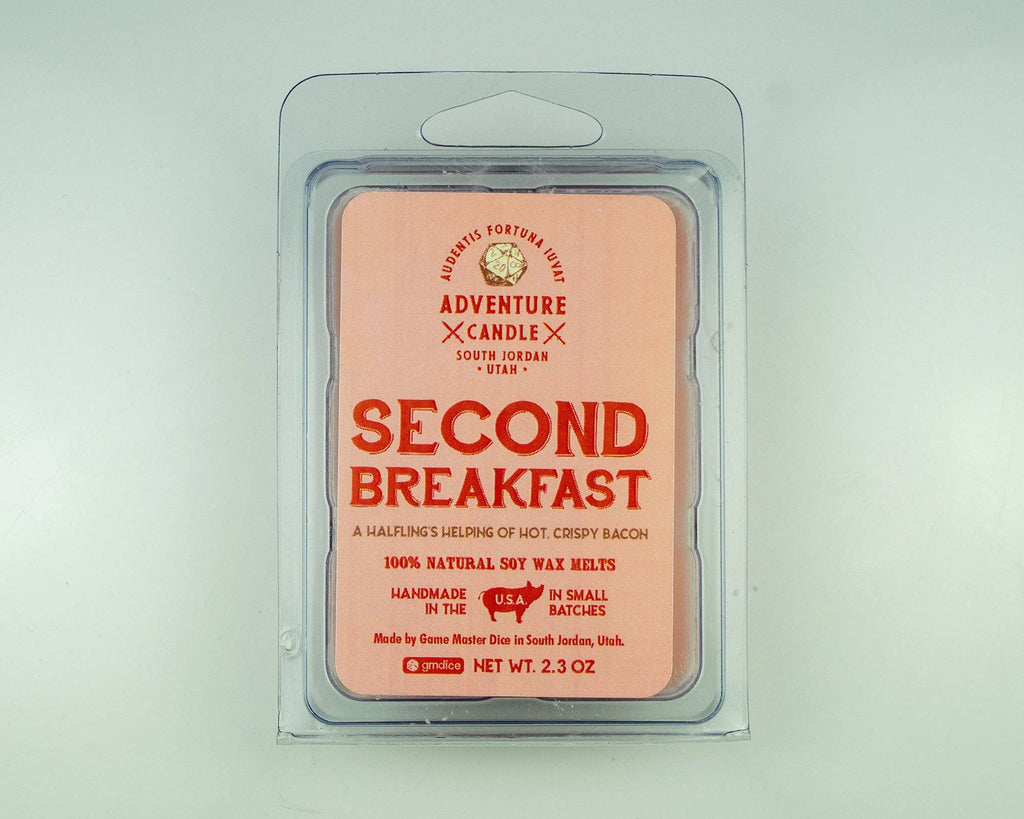 AUDENTIS FORTUNA IUVAT
20
ADVENTURE
CANDLE
SOUTH JORDAN
• UTAH •
SECOND
BREAKFAST
A HALFLING'S HELPING OF HOT, CRISPY BACON
100% NATURAL SOY WAX MELTS
HANDMADE IN THE U.S.A. IN SMALL BATCHES
Made by Game Master Dice in South Jordan, Utah.
gmdice NET WT. 2.3 OZ